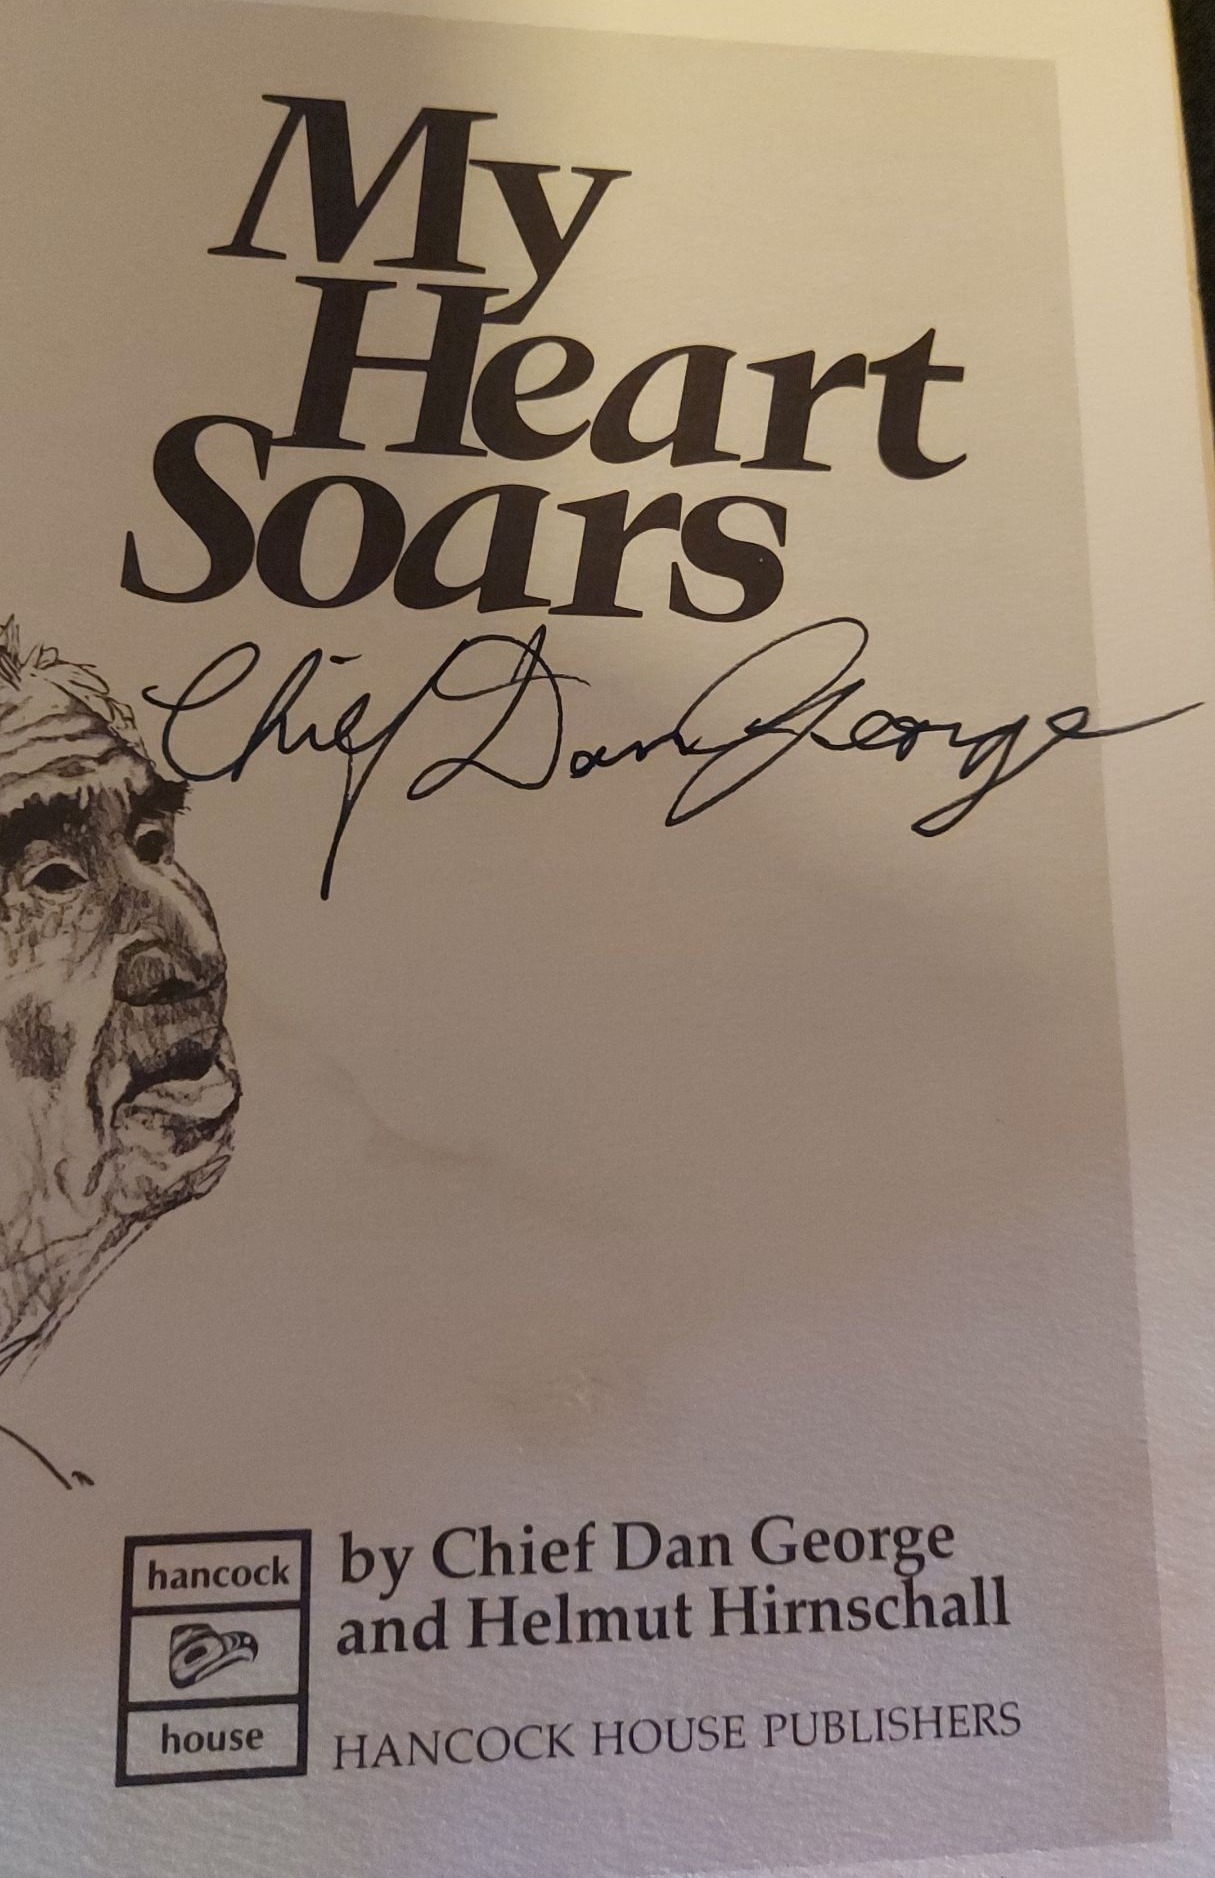 My
Heart
Soars
Chief Dan George
hancock
house
by Chief Dan George
and Helmut Hirnschall
HANCOCK HOUSE PUBLISHERS